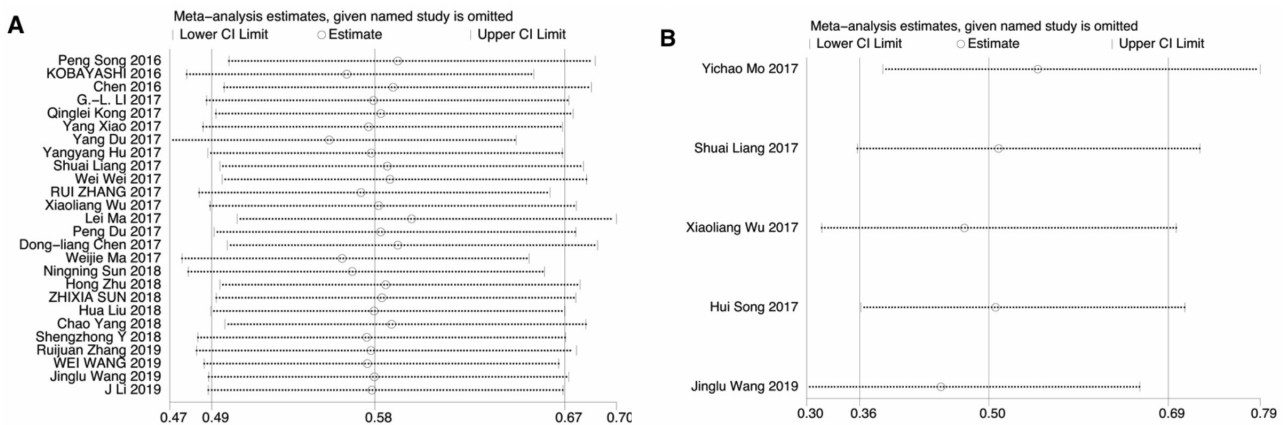 A
Meta-analysis estimates, given named study is omitted
Lower CI Limit Estimate Upper CI Limit
Peng Song 2016
KOBAYASHI 2016
Chen 2016
G.-L. LI 2017
Qinglei Kong 2017
Yang Xiao 2017
Yang Du 2017
Yangyang Hu 2017
Shuai Liang 2017
Wei Wei 2017
RUI ZHANG 2017
Xiaoliang Wu 2017
Lei Ma 2017
Peng Du 2017
Dong-liang Chen 2017
Weijie Ma 2017
Ningning Sun 2018
Hong Zhu 2018
ZHIXIA SUN 2018
Hua Liu 2018
Chao Yang 2018
Shengzhong Y 2018
Ruijuan Zhang 2019
WEI WANG 2019
Jinglu Wang 2019
J Li 2019
0.47 0.49 0.58 0.67 0.70
B
Meta-analysis estimates, given named study is omitted
Lower CI Limit Estimate Upper CI Limit
Yichao Mo 2017
Shuai Liang 2017
Xiaoliang Wu 2017
Hui Song 2017
Jinglu Wang 2019
0.30 0.36 0.50 0.69 0.79